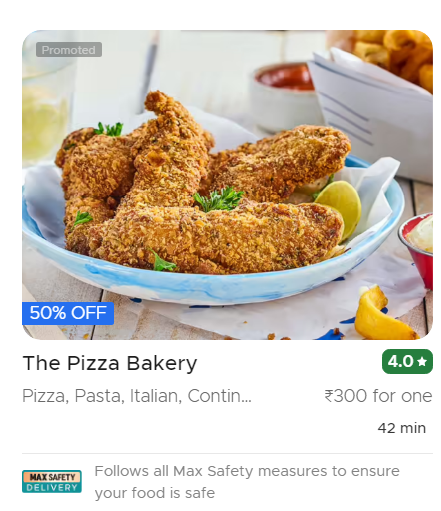 Promoted
50% OFF
The Pizza Bakery
4.0★
Pizza, Pasta, Italian, Contin...
₹300 for one
42 min
MAX SAFETY
DELIVERY
Follows all Max Safety measures to ensure
your food is safe